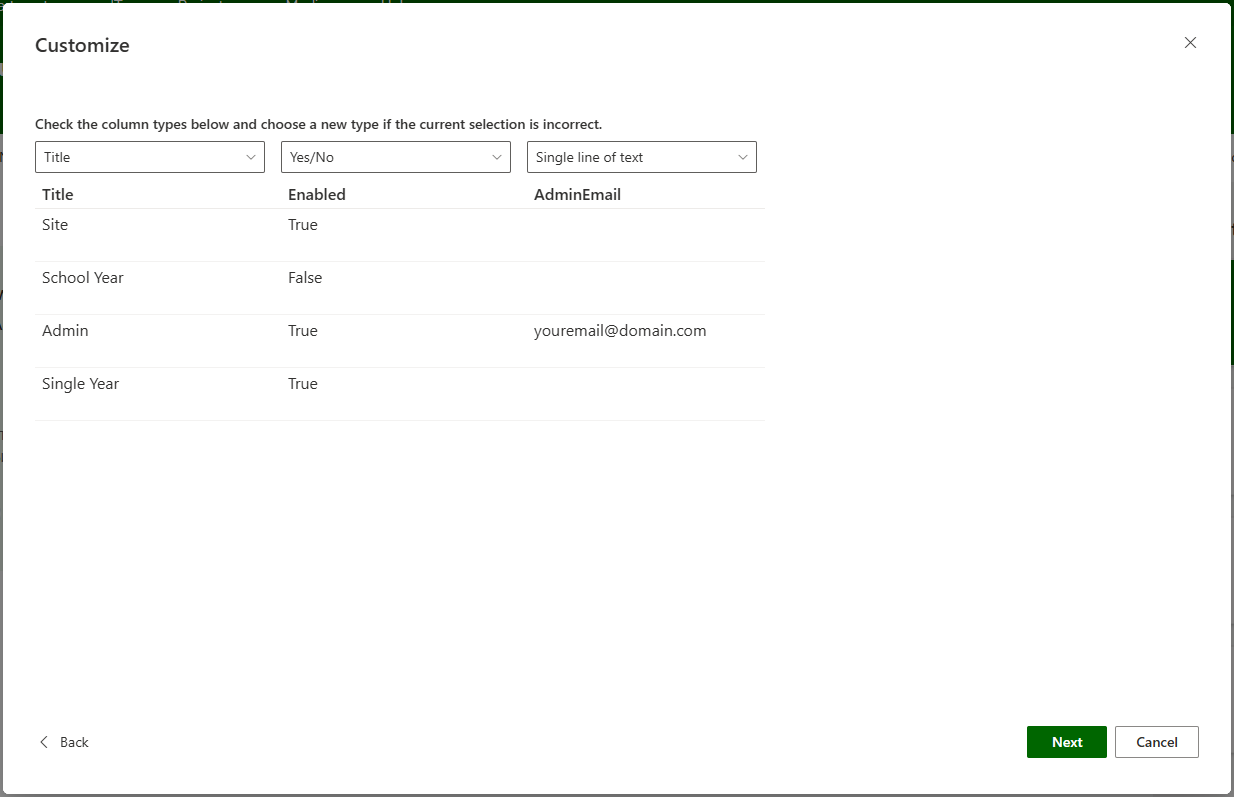 Customize
Check the column types below and choose a new type if the current selection is incorrect.
Title Yes/No Single line of text
Title Enabled AdminEmail
Site True
School Year False
Admin True youremail@domain.com
Single Year True
Back Next Cancel